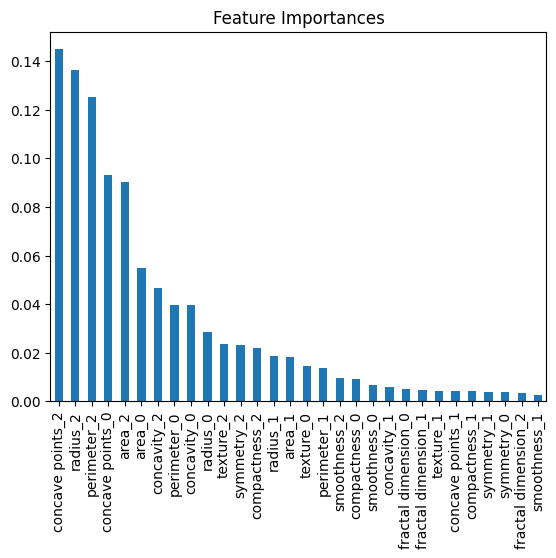 Feature Importances
0.14
0.12
0.10
0.08
0.06
0.04
0.02
0.00
concave points_2
radius_2
perimeter_2
concave points_0
area_2
area_0
concavity_2
perimeter_0
concavity_0
radius_0
texture_2
symmetry_2
compactness_2
radius_1
area_1
texture_0
perimeter_1
smoothness_2
compactness_0
smoothness_0
concavity_1
fractal dimension_0
fractal dimension_1
texture_1
concave points_1
compactness_1
symmetry_1
symmetry_0
fractal dimension_2
smoothness_1